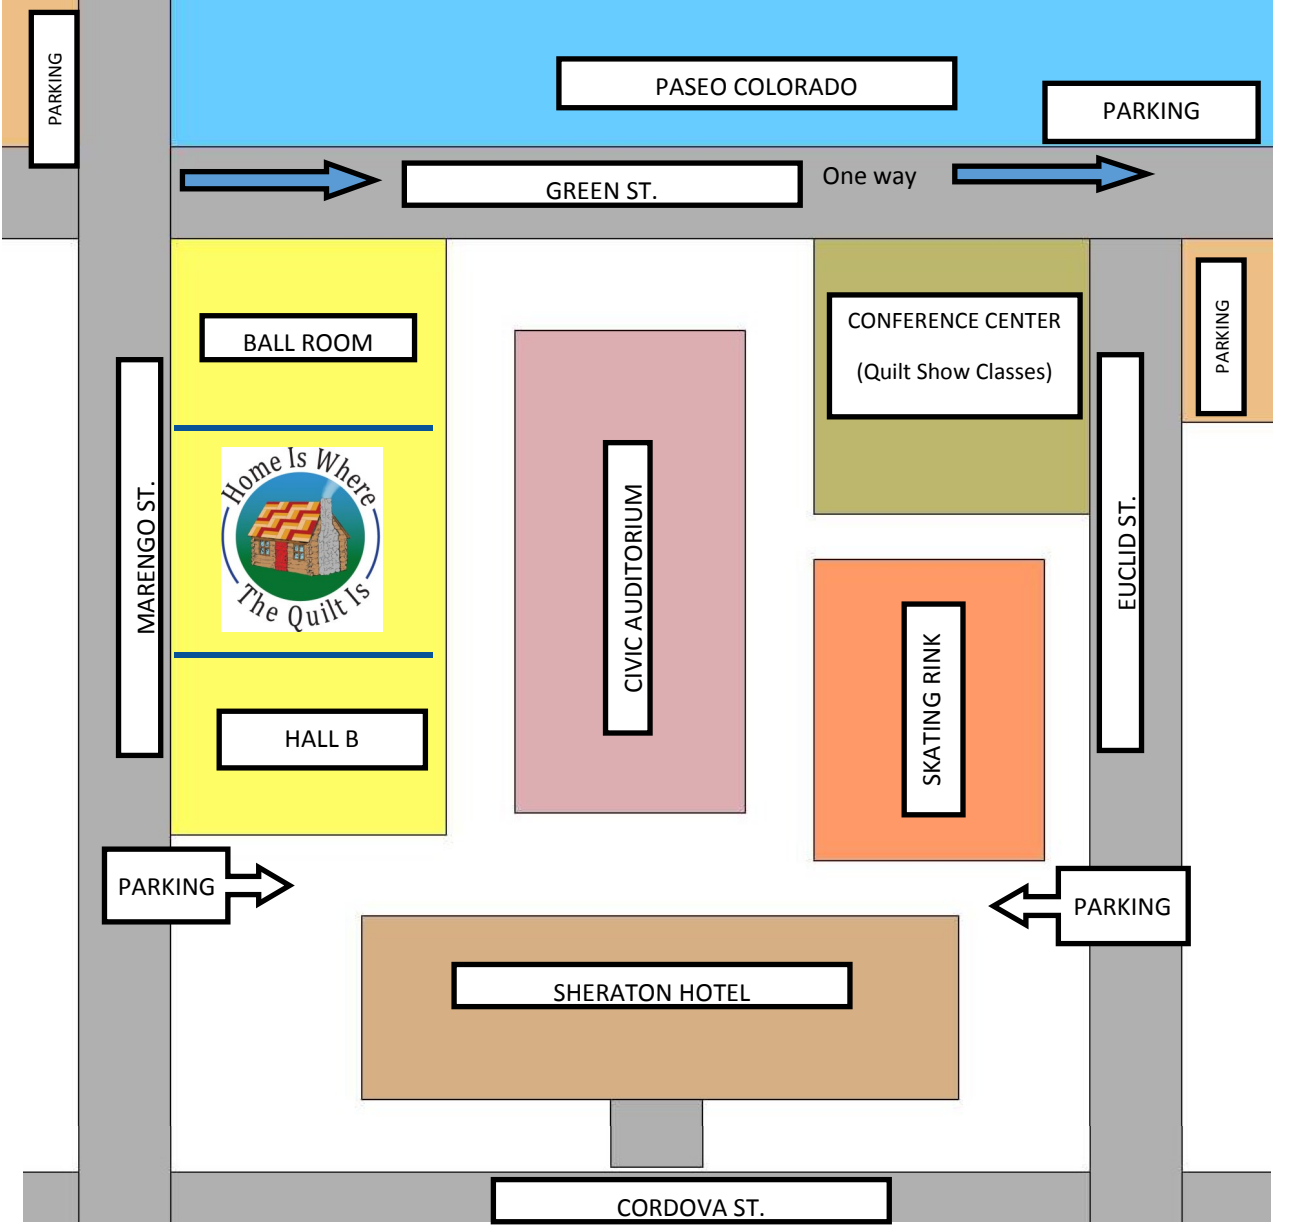 PARKING
PASEO COLORADO
PARKING
GREEN ST.
One way
BALL ROOM
CONFERENCE CENTER
(Quilt Show Classes)
PARKING
MARENGO ST.
Home Is Where
The Quilt Is
CIVIC AUDITORIUM
EUCLID ST.
HALL B
SKATING RINK
PARKING
PARKING
SHERATON HOTEL
CORDOVA ST.